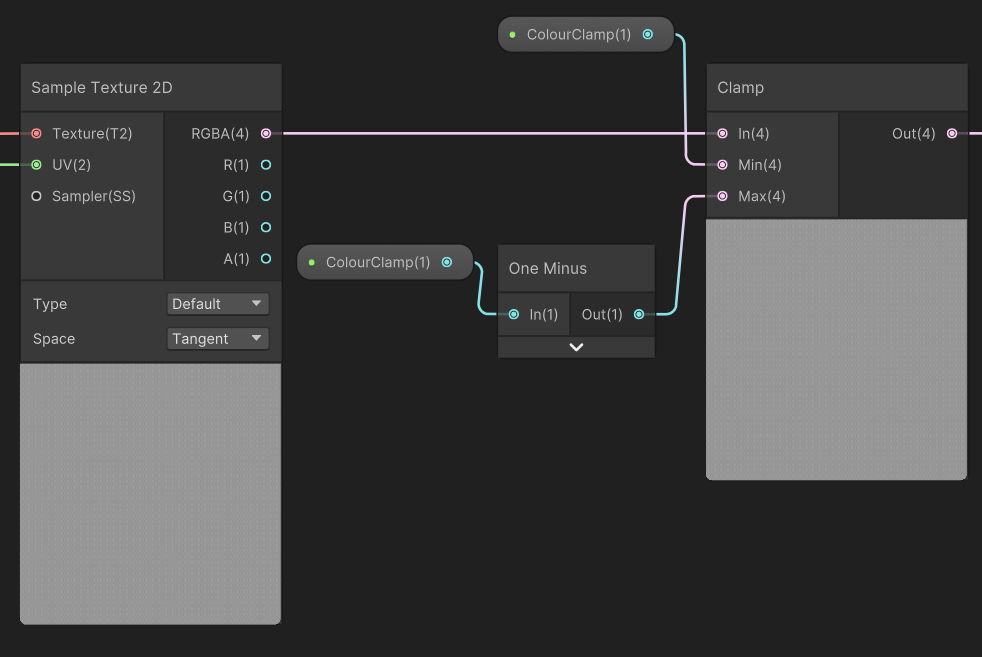 ColourClamp(1)
Sample Texture 2D
Texture(T2)
RGBA(4)
UV(2)
R(1)
Sampler(SS)
G(1)
B(1)
A(1)
Type
Default
Space
Tangent
ColourClamp(1)
One Minus
In(1)
Out(1)
Clamp
In(4)
Out(4)
Min(4)
Max(4)